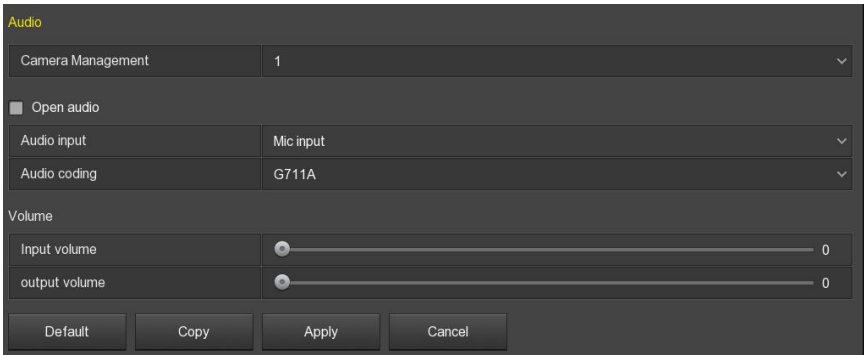 Audio
Camera Management 1
Open audio
Audio input Mic input
Audio coding G711A
Volume
Input volume 0
output volume 0
Default Copy Apply Cancel